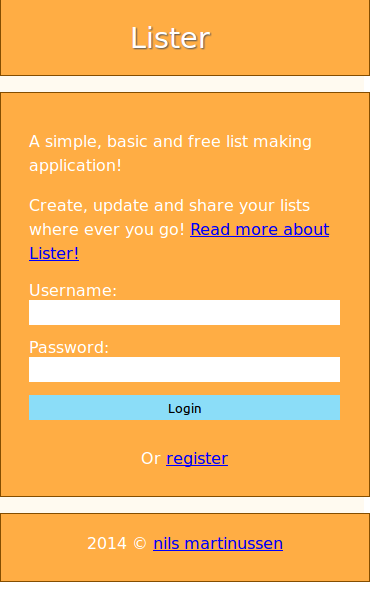 Lister
A simple, basic and free list making
application!
Create, update and share your lists
where ever you go! Read more about
Lister!
Username:
Password:
Login
Or register
2014 © nils martinussen